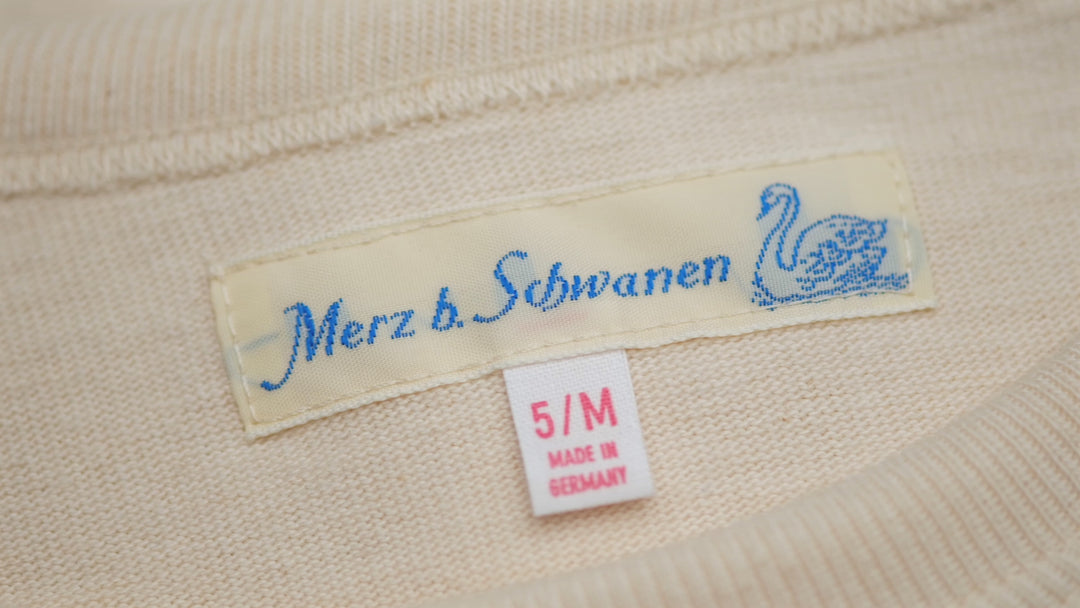 Merz b. Schwanen
5/M
MADE IN
GERMANY